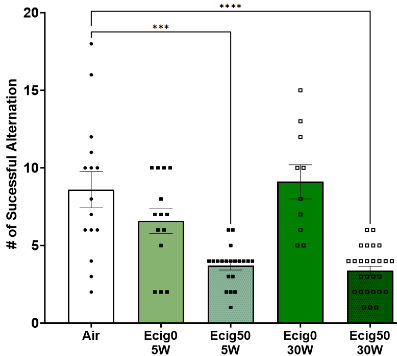 ****
***
# of Sucessful Alternation
20
15
10
5
0
Air
Ecig0
5W
Ecig50
5W
Ecig0
30W
Ecig50
30W